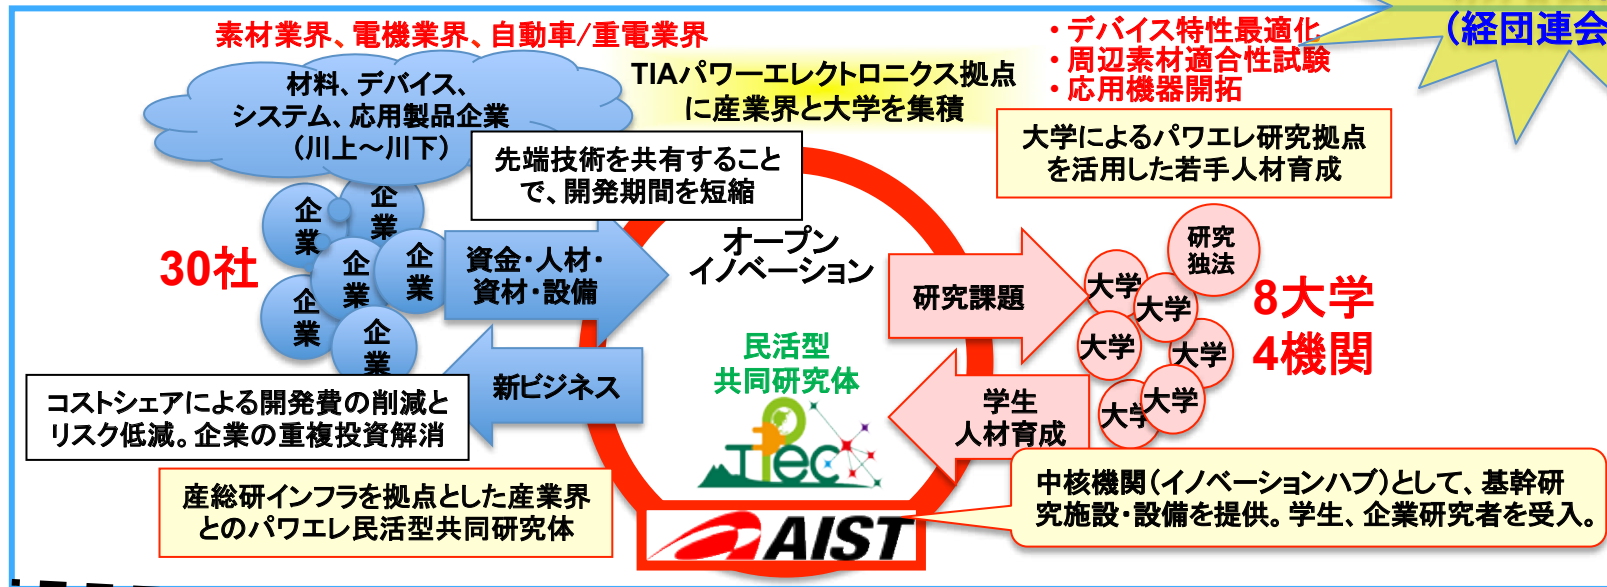 素材業界、電機業界、自動車/重電業界
材料、デバイス、
システム、応用製品企業
(川上～川下)
TIAパワーエレクトロニクス拠点
に産業界と大学を集積
・デバイス特性最適化
・周辺素材適合性試験
・応用機器開拓
(経団連会
先端技術を共有すること
で、開発期間を短縮
大学によるパワエレ研究拠点
を活用した若手人材育成
30社
企業
企業
企業
企業
企業
企業
資金・人材・
資材・設備
新ビジネス
オープン
イノベーション
民活型
共同研究体
TPEC
研究課題
学生
人材育成
研究
独法
大学
大学
大学
大学
大学
大学
8大学
4機関
コストシェアによる開発費の削減と
リスク低減。企業の重複投資解消
産総研インフラを拠点とした産業界
とのパワエレ民活型共同研究体
AIST
中核機関(イノベーションハブ)として、基幹研
究施設・設備を提供。学生、企業研究者を受入。